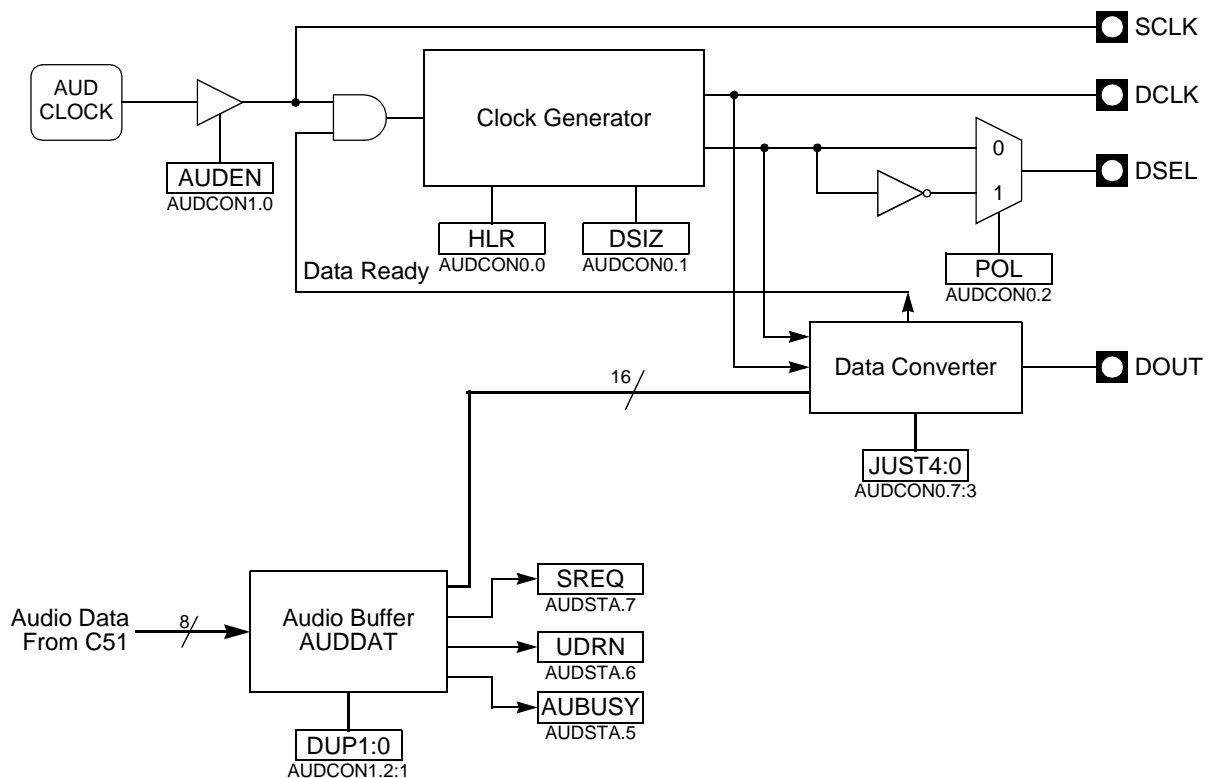 SCLK
AUD
CLOCK
Clock Generator
DCLK
0
1
DSEL
AUDEN
AUDCON1.0
HLR
AUDCON0.0
DSIZ
AUDCON0.1
POL
AUDCON0.2
Data Ready
Data Converter
DOUT
16
JUST4:0
AUDCON0.7:3
Audio Data
From C51
8
Audio Buffer
AUDDAT
SREQ
AUDSTA.7
UDRN
AUDSTA.6
AUBUSY
AUDSTA.5
DUP1:0
AUDCON1.2:1